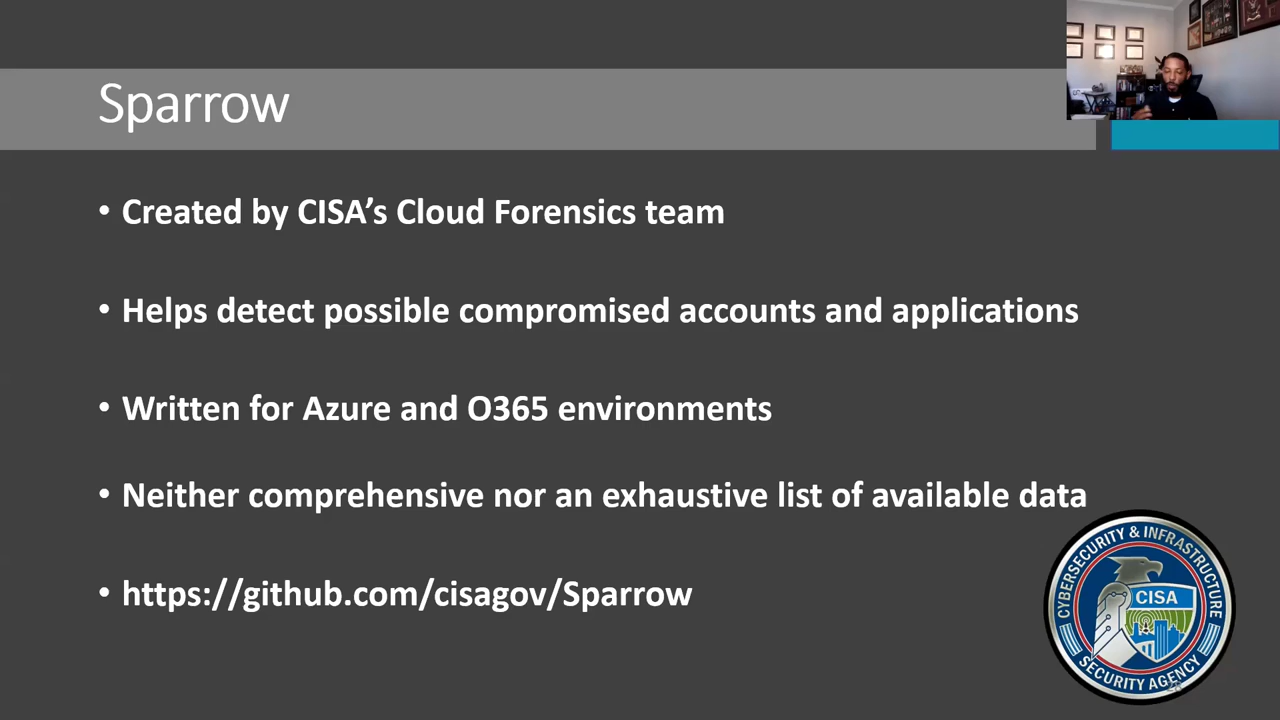 Sparrow
• Created by CISA’s Cloud Forensics team
• Helps detect possible compromised accounts and applications
• Written for Azure and O365 environments
• Neither comprehensive nor an exhaustive list of available data
• https://github.com/cisagov/Sparrow
CYBERSECURITY & INFRASTRUCTURE
CISA
SECURITY AGENCY